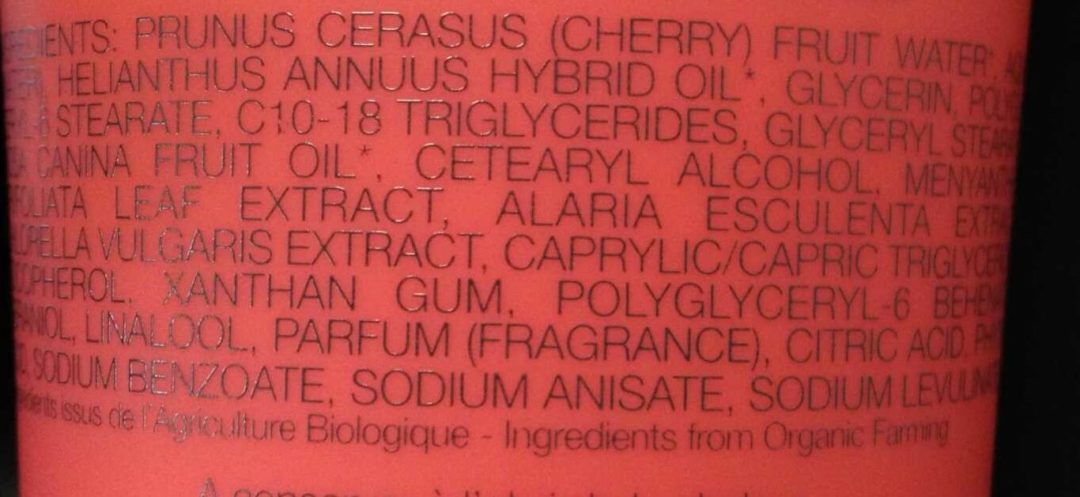 EDIENTS: PRUNUS CERASUS (CHERRY) FRUIT WATER*,
HELIANTHUS ANNUUS HYBRID OIL*, GLYCERIN,
STEARATE, C10-18 TRIGLYCERIDES, GLYCERYL
CANINA FRUIT OIL*, CETEARYL ALCOHOL,
LEAF EXTRACT, ALARIA ESCULENTA
VULGARIS EXTRACT, CAPRYLIC/CAPRIC
XANTHAN GUM, POLYGLYCERYL-6
LINALOOL, PARFUM (FRAGRANCE), CITRIC ACID,
SODIUM BENZOATE, SODIUM ANISATE, SODIUM
issus de l'Agriculture Biologique - Ingredients from Organic Farming